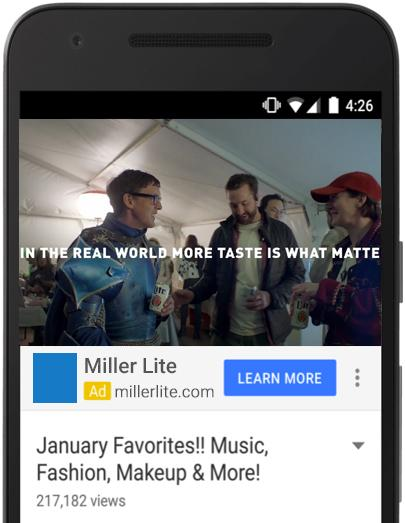 4:26
IN THE REAL WORLD MORE TASTE IS WHAT MATTE
Lite
Miller Lite
LEARN MORE
Ad millerlite.com
January Favorites!! Music,
Fashion, Makeup & More!
217,182 views